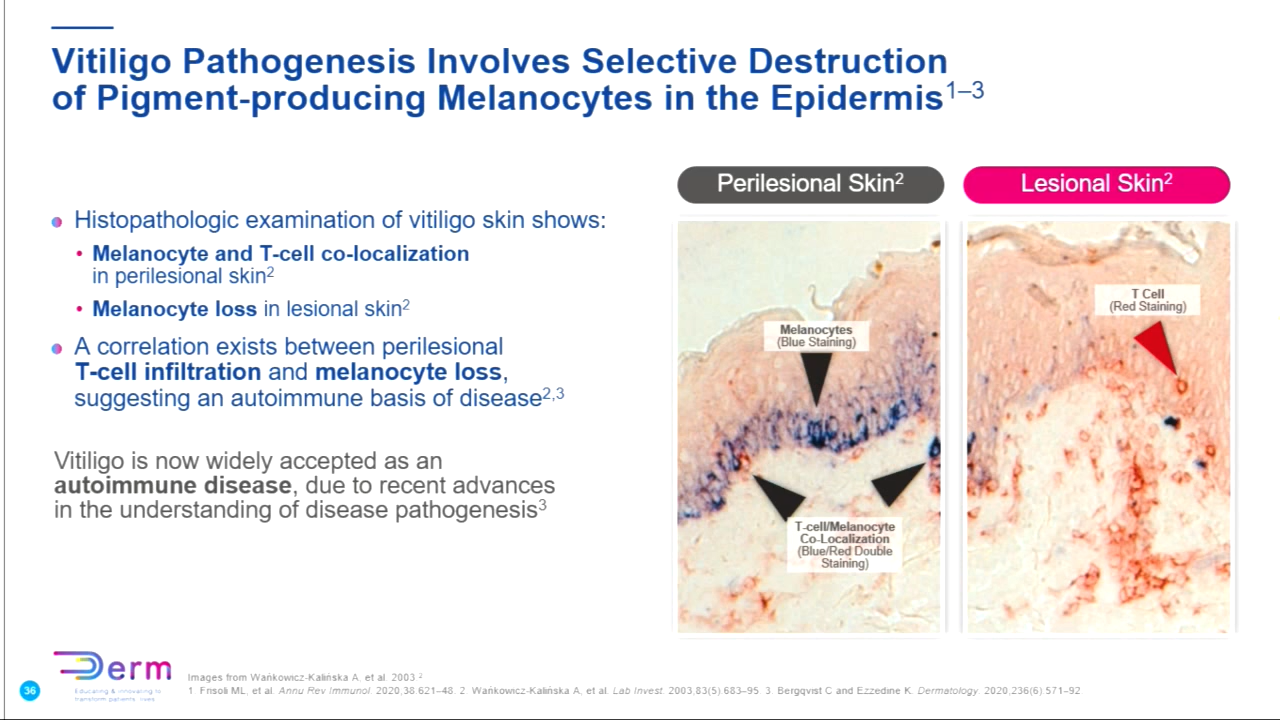 Vitiligo Pathogenesis Involves Selective Destruction
of Pigment-producing Melanocytes in the Epidermis1–3
Histopathologic examination of vitiligo skin shows:
Melanocyte and T-cell co-localization
in perilesional skin2
Melanocyte loss in lesional skin2
A correlation exists between perilesional
T-cell infiltration and melanocyte loss,
suggesting an autoimmune basis of disease2,3
Vitiligo is now widely accepted as an
autoimmune disease, due to recent advances
in the understanding of disease pathogenesis3
Perilesional Skin2
Melanocytes
(Blue Staining)
T-cell/Melanocyte
Co-Localization
(Blue/Red Double
Staining)
Lesional Skin2
T Cell
(Red Staining)
36
Derm
Educating & innovating to
transform patients' lives
Images from Wańkowicz-Kalińska A, et al. 2003.2
1. Frisoli ML, et al. Annu Rev Immunol. 2020;38:621–48. 2. Wańkowicz-Kalińska A, et al. Lab Invest. 2003;83(5):683–95. 3. Bergqvist C and Ezzedine K. Dermatology. 2020;236(6):571–92